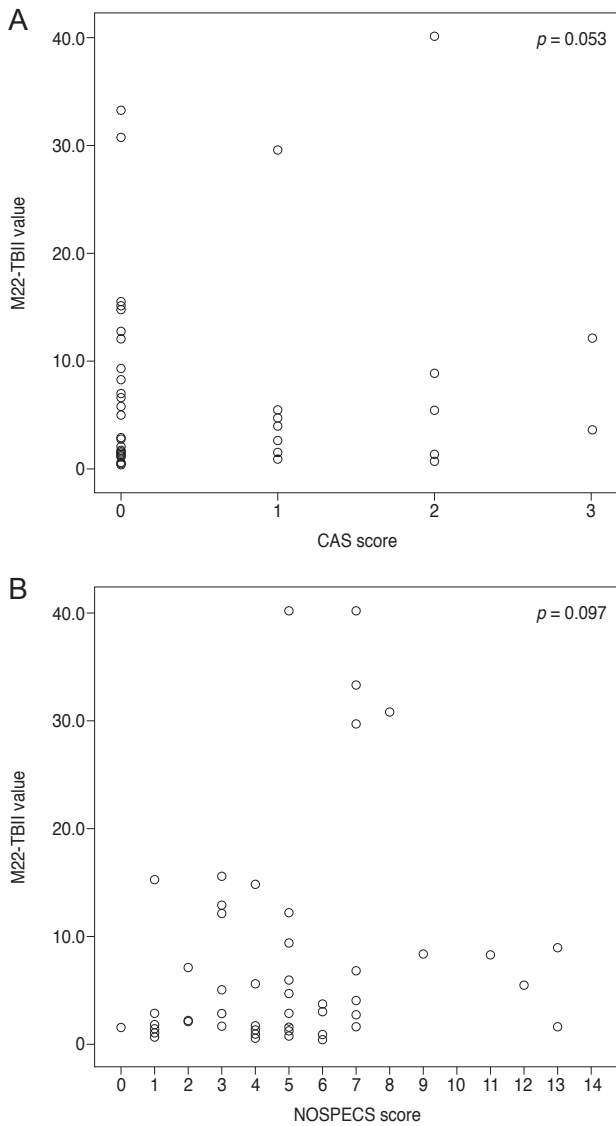 A
p = 0.053
40.0
30.0
20.0
10.0
0
M22-TBII value
0 1 2 3
CAS score
B
p = 0.097
40.0
30.0
20.0
10.0
0
M22-TBII value
0 1 2 3 4 5 6 7 8 9 10 11 12 13 14
NOSPECS score